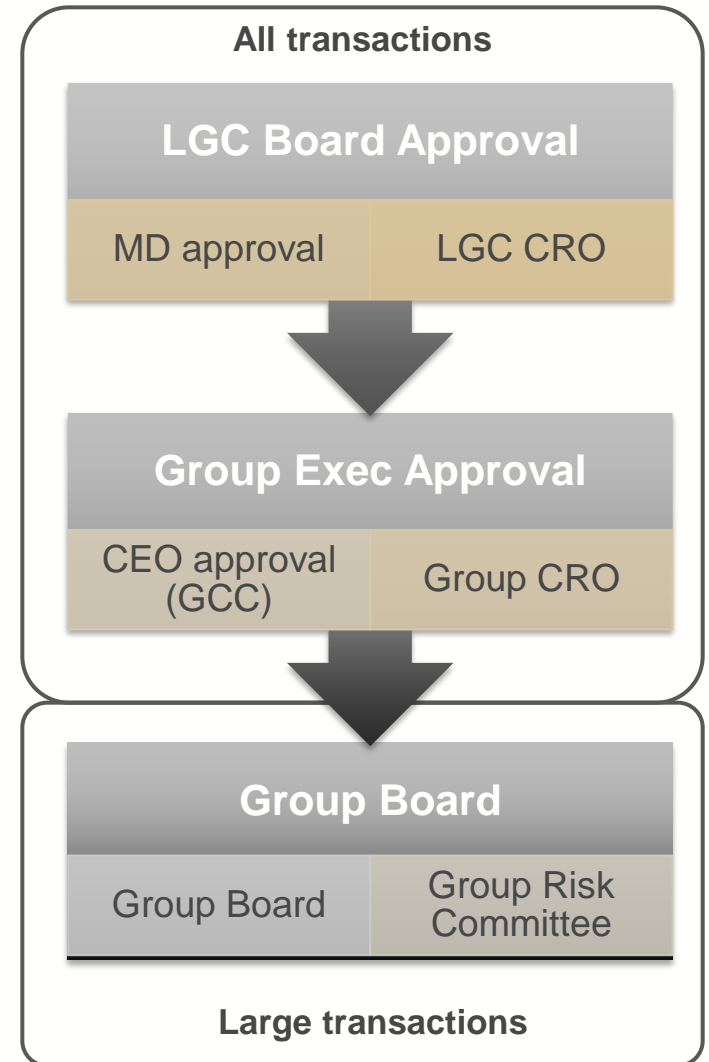 All transactions
LGC Board Approval
MD approval
LGC CRO
Group Exec Approval
CEO approval
(GCC)
Group CRO
Group Board
Group Board
Group Risk
Committee
Large transactions